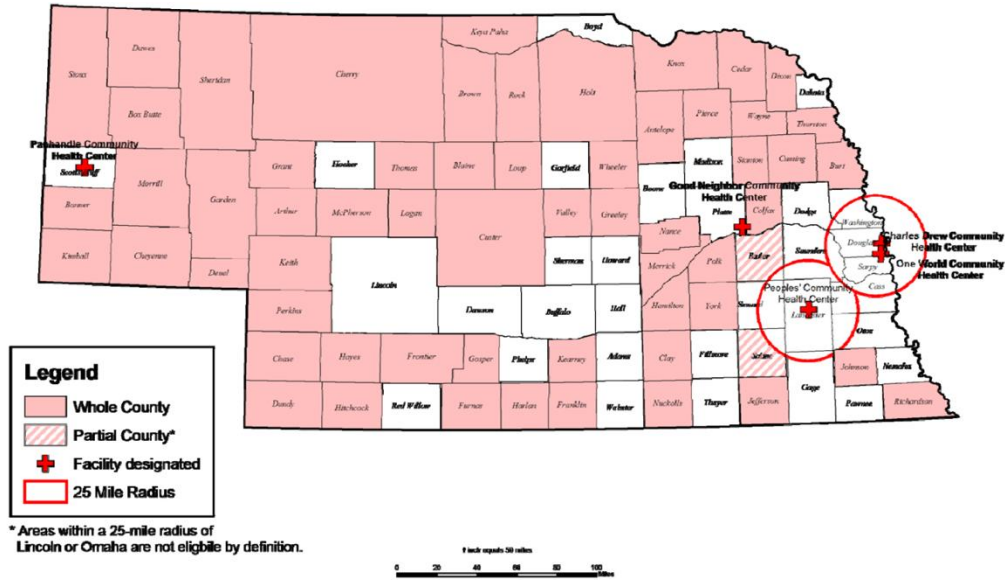 Boyd
Keya Paha
Dawes
Sioux
Sheridan
Cherry
Knox
Cedar
Dixon
Dakota
Brown
Rock
Holt
Box Butte
Antelope
Pierce
Wayne
Thurston
Panhandle Community
Health Center
Scotts Bluff
Grant
Hooker
Thomas
Blaine
Loup
Garfield
Wheeler
Madison
Stanton
Cuming
Burt
Morrill
Boone
Good Neighbor Community
Health Center
Banner
Garden
Arthur
McPherson
Logan
Valley
Greeley
Platte
Colfax
Dodge
Washington
Nance
Charles Drew Community
Health Center
Douglas
Kimball
Cheyenne
Deuel
Keith
Custer
Sherman
Howard
Merrick
Polk
Butler
Saunders
One World Community
Health Center
Sarpy
Cass
Lincoln
Peoples' Community
Health Center
Perkins
Dawson
Buffalo
Hall
Hamilton
York
Seward
Lancaster
Otoe
Chase
Hayes
Frontier
Gosper
Phelps
Kearney
Adams
Clay
Fillmore
Saline
Gage
Johnson
Nemaha
Dundy
Hitchcock
Red Willow
Furnas
Harlan
Franklin
Webster
Nuckolls
Thayer
Jefferson
Pawnee
Richardson
Legend
Whole County
Partial County*
Facility designated
25 Mile Radius
* Areas within a 25-mile radius of
Lincoln or Omaha are not eligbile by definition.
1 inch equals 50 miles
0 20 40 60 80 100
Miles